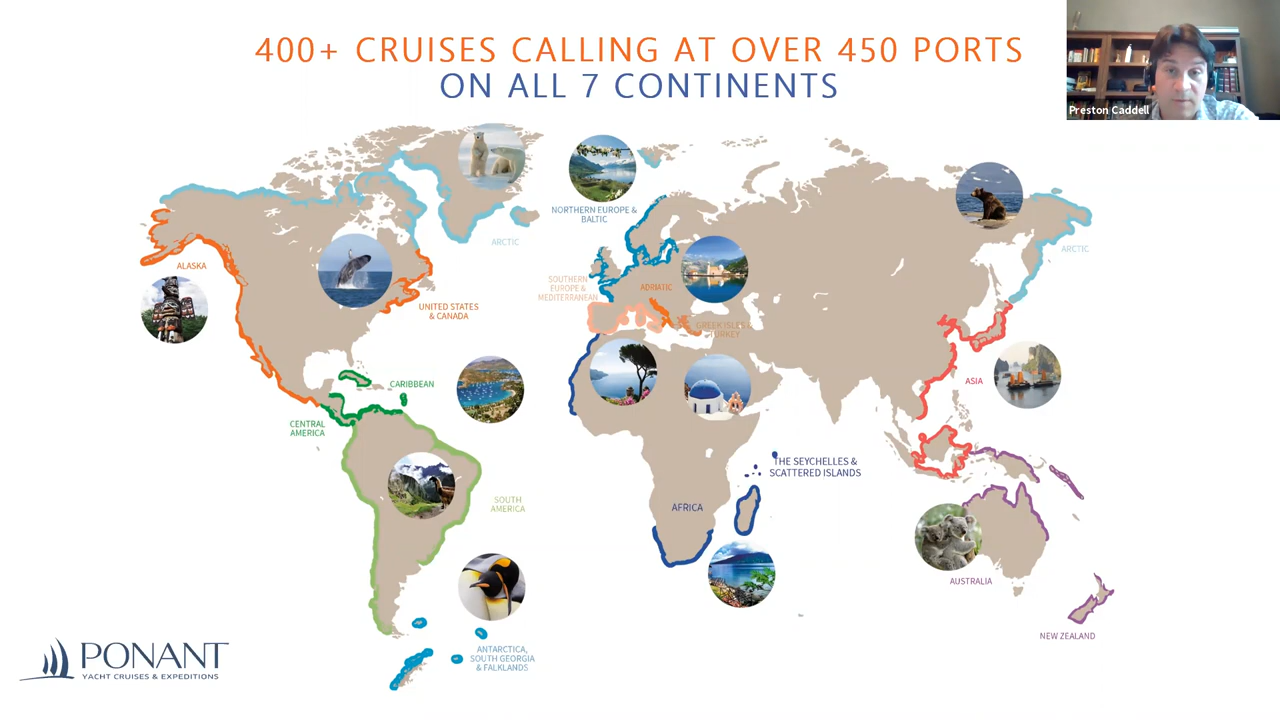 400+ CRUISES CALLING AT OVER 450 PORTS
ON ALL 7 CONTINENTS
Preston Caddell
NORTHERN EUROPE &
BALTIC
ARCTIC
ARCTIC
ALASKA
SOUTHERN
EUROPE &
MEDITERRANEAN
ADRIATIC
UNITED STATES
& CANADA
GREEK ISLES &
TURKEY
CARIBBEAN
ASIA
CENTRAL
AMERICA
THE SEYCHELLES &
SCATTERED ISLANDS
SOUTH
AMERICA
AFRICA
AUSTRALIA
NEW ZEALAND
ANTARCTICA,
SOUTH GEORGIA
& FALKLANDS
PONANT
YACHT CRUISES & EXPEDITIONS